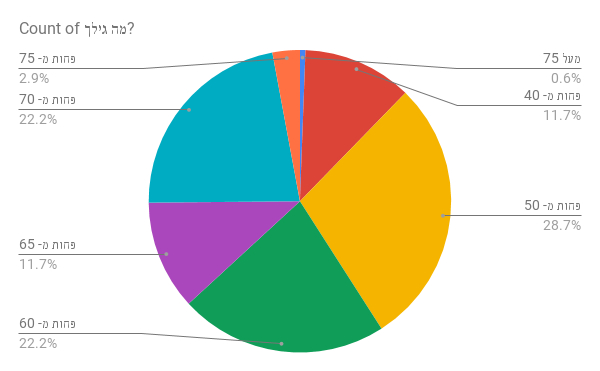 Count of מה גילך?
פחות מ- 75
2.9%
פחות מ- 70
22.2%
פחות מ- 65
11.7%
פחות מ- 60
22.2%
מעל 75
0.6%
פחות מ- 40
11.7%
פחות מ- 50
28.7%